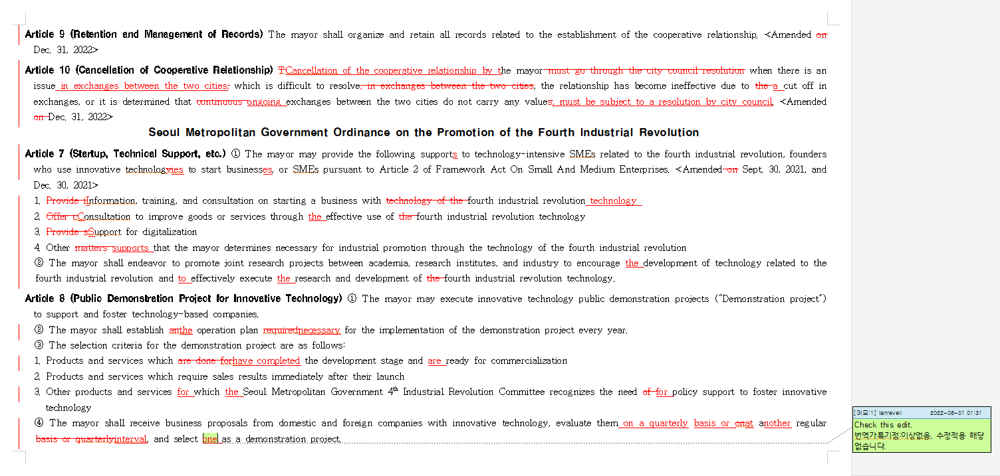 Article 9 (Retention and Management of Records) The mayor shall organize and retain all records related to the establishment of the cooperative relationship. <Amended on
Dec. 31, 2022>
Article 10 (Cancellation of Cooperative Relationship) TCancellation of the cooperative relationship by the mayor must go through the city council resolution when there is an
issue in exchanges between the two cities, which is difficult to resolve, in exchanges between the two cities, the relationship has become ineffective due to the a cut off in
exchanges, or it is determined that continuous ongoing exchanges between the two cities do not carry any values, must be subject to a resolution by city council. <Amended
on Dec. 31, 2022>
Seoul Metropolitan Government Ordinance on the Promotion of the Fourth Industrial Revolution
Article 7 (Startup, Technical Support, etc.) ① The mayor may provide the following supports to technology-intensive SMEs related to the fourth industrial revolution, founders
who use innovative technologyies to start businesses, or SMEs pursuant to Article 2 of Framework Act On Small And Medium Enterprises. <Amended on Sept. 30, 2021, and
Dec. 30, 2021>
1. Provide iInformation, training, and consultation on starting a business with technology of the fourth industrial revolution technology
2. Offer cConsultation to improve goods or services through the effective use of the fourth industrial revolution technology
3. Provide sSupport for digitalization
4. Other matters supports that the mayor determines necessary for industrial promotion through the technology of the fourth industrial revolution
② The mayor shall endeavor to promote joint research projects between academia, research institutes, and industry to encourage the development of technology related to the
fourth industrial revolution and to effectively execute the research and development of the fourth industrial revolution technology.
Article 8 (Public Demonstration Project for Innovative Technology) ① The mayor may execute innovative technology public demonstration projects ("Demonstration project")
to support and foster technology-based companies.
② The mayor shall establish anthe operation plan requirednecessary for the implementation of the demonstration project every year.
③ The selection criteria for the demonstration project are as follows:
1. Products and services which are done forhave completed the development stage and are ready for commercialization
2. Products and services which require sales results immediately after their launch
3. Other products and services for which the Seoul Metropolitan Government 4th Industrial Revolution Committee recognizes the need of for policy support to foster innovative
technology
④ The mayor shall receive business proposals from domestic and foreign companies with innovative technology, evaluate them on a quarterly basis or onat another regular
basis or quarterlyinterval, and select one as a demonstration project.
[메모:1] Ianrevell 2022-08-01 01:31
Check this edit.
번역가특기점:이상없음, 수정적용 해당
없습니다.